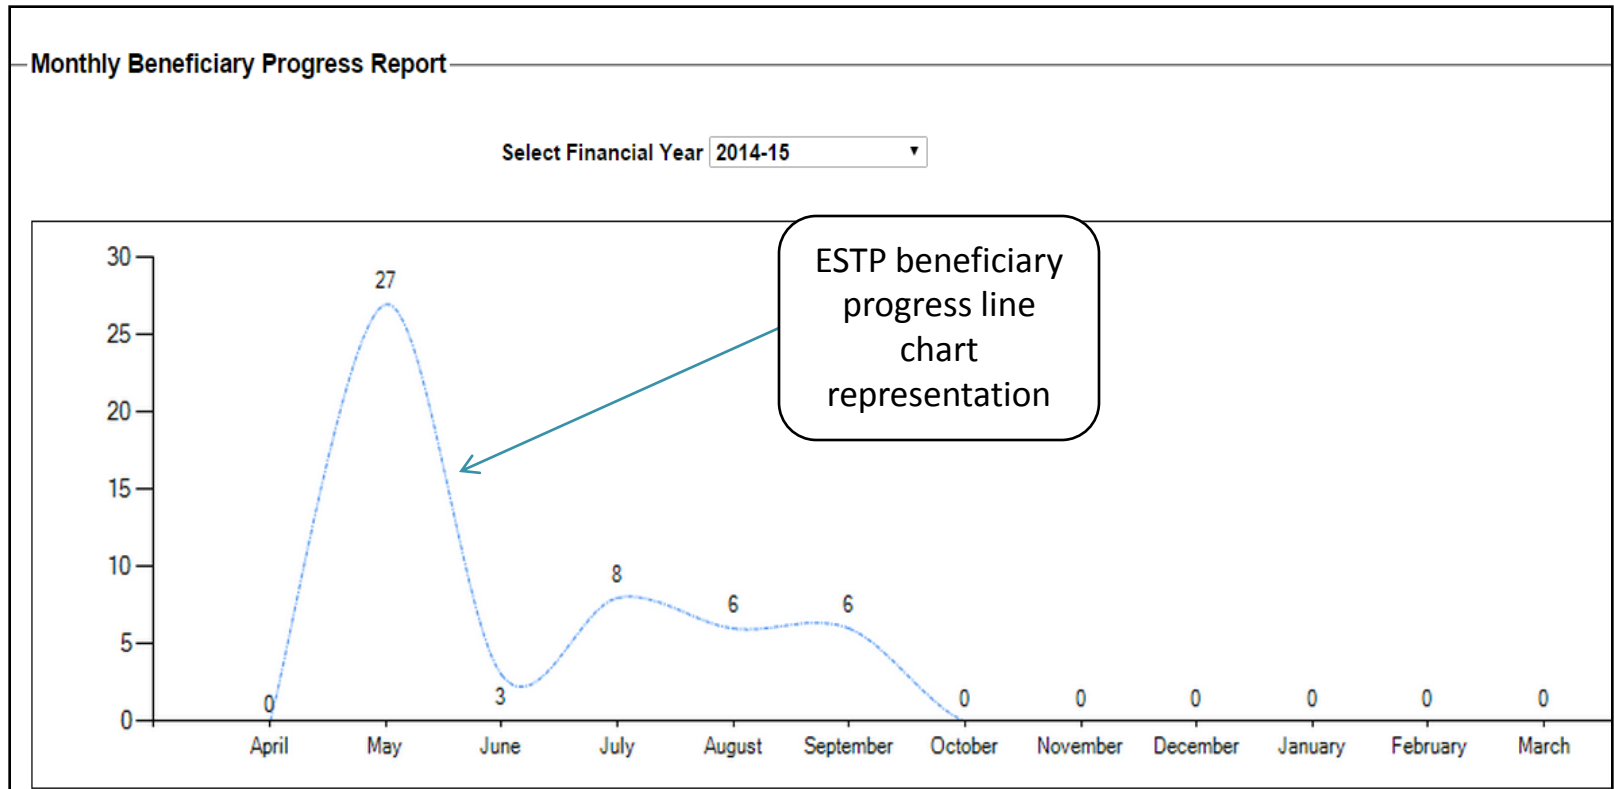 Monthly Beneficiary Progress Report
Select Financial Year 2014-15
ESTP beneficiary
progress line
chart
representation
30
25
20
15
10
5
0
0
27
3
8
6
6
0
0
0
0
0
0
April May June July August September October November December January February March